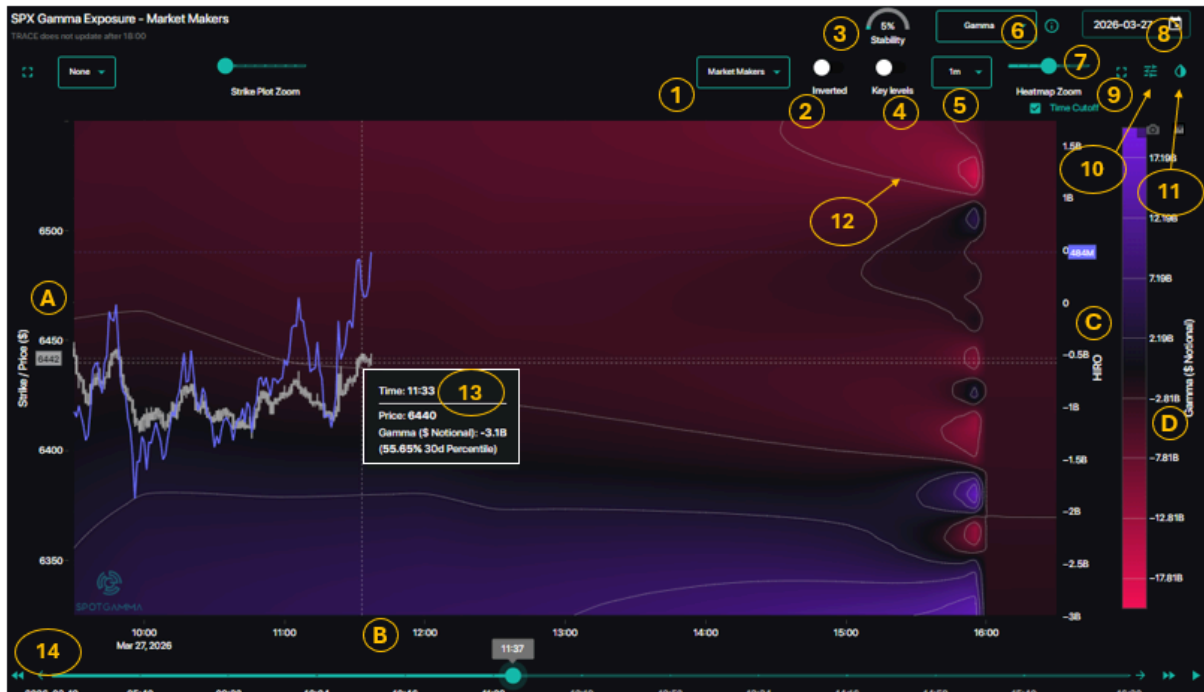 SPX Gamma Exposure - Market Makers
TRACE does not update after 18:00
None
Strike Plot Zoom
1
Market Makers
2
Inverted
3
5%
Stability
4
Key levels
Gamma
6
5
1m
7
Heatmap Zoom
2026-03-27
8
9
Time Cutoff
10
11
12
A
Strike / Price ($)
6500
6450
6442
6400
6350
Time: 11:33
13
Price: 6440
Gamma ($ Notional): -3.1B
(55.65% 30d Percentile)
SPOTGAMMA
1.5B
1B
484M
0
-0.5B
-1B
-1.5B
-2B
-2.5B
-3B
C
HIRO
17.19B
12.19B
7.19B
2.19B
-2.81B
-7.81B
-12.81B
-17.81B
D
Gamma ($ Notional)
10:00
11:00
12:00
13:00
14:00
15:00
16:00
Mar 27, 2026
B
11:37
14